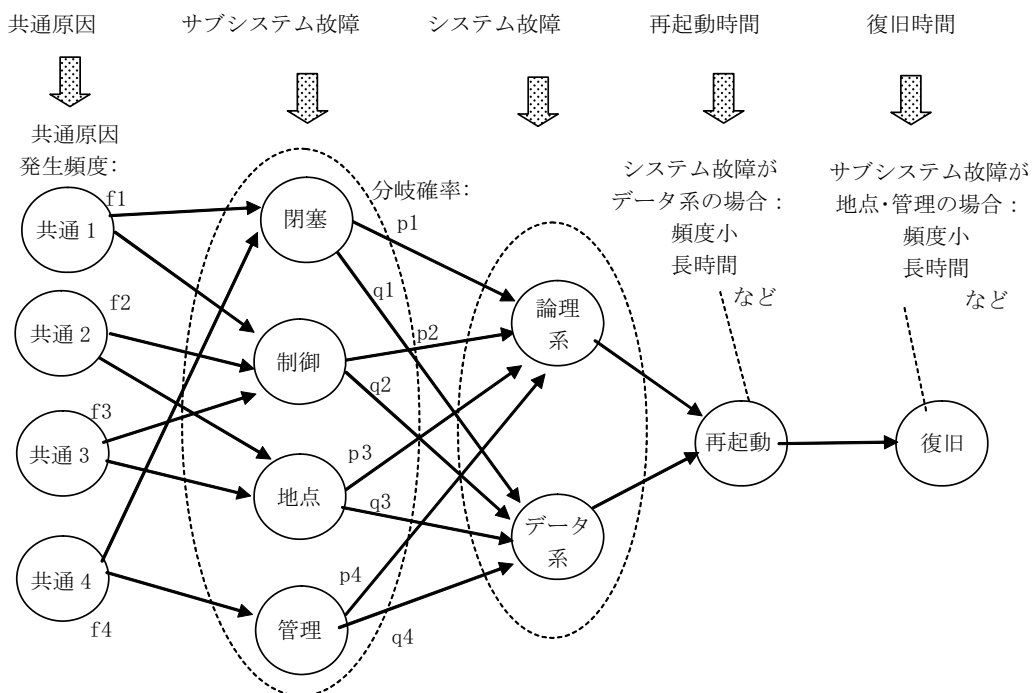 共通原因
サブシステム故障
システム故障
再起動時間
復旧時間
共通原因
発生頻度:
システム故障が
データ系の場合:
頻度小
長時間
など
サブシステム故障が
地点・管理の場合:
頻度小
長時間
など
分岐確率:
f1
共通 1
f2
共通 2
f3
共通 3
共通 4
f4
閉塞
制御
地点
管理
p1
q1
p2
q2
p3
q3
p4
q4
論理
系
データ
系
再起動
復旧